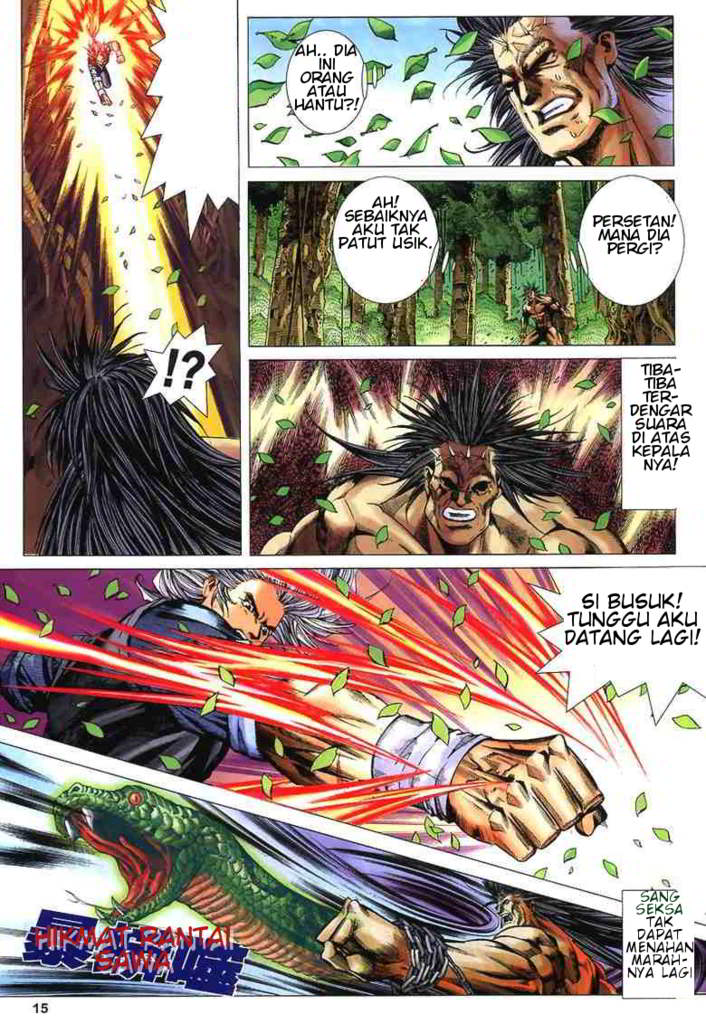 AH.. DIA
INI
ORANG
ATAU
HANTU?!
AH!
SEBAIKNYA
AKU TAK
PATUT USIK.
PERSETAN!
MANA DIA
PERGI?
!?
TIBA-
TIBA
TER-
DENGAR
SUARA
DI ATAS
KEPALA
NYA!
SI BUSUK!
TUNGGU AKU
DATANG LAGI!
HIKMAT RANTAI
SAWA
SANG
SEKSA
TAK
DAPAT
MENAHAN
MARAH-
NYA LAGI
15